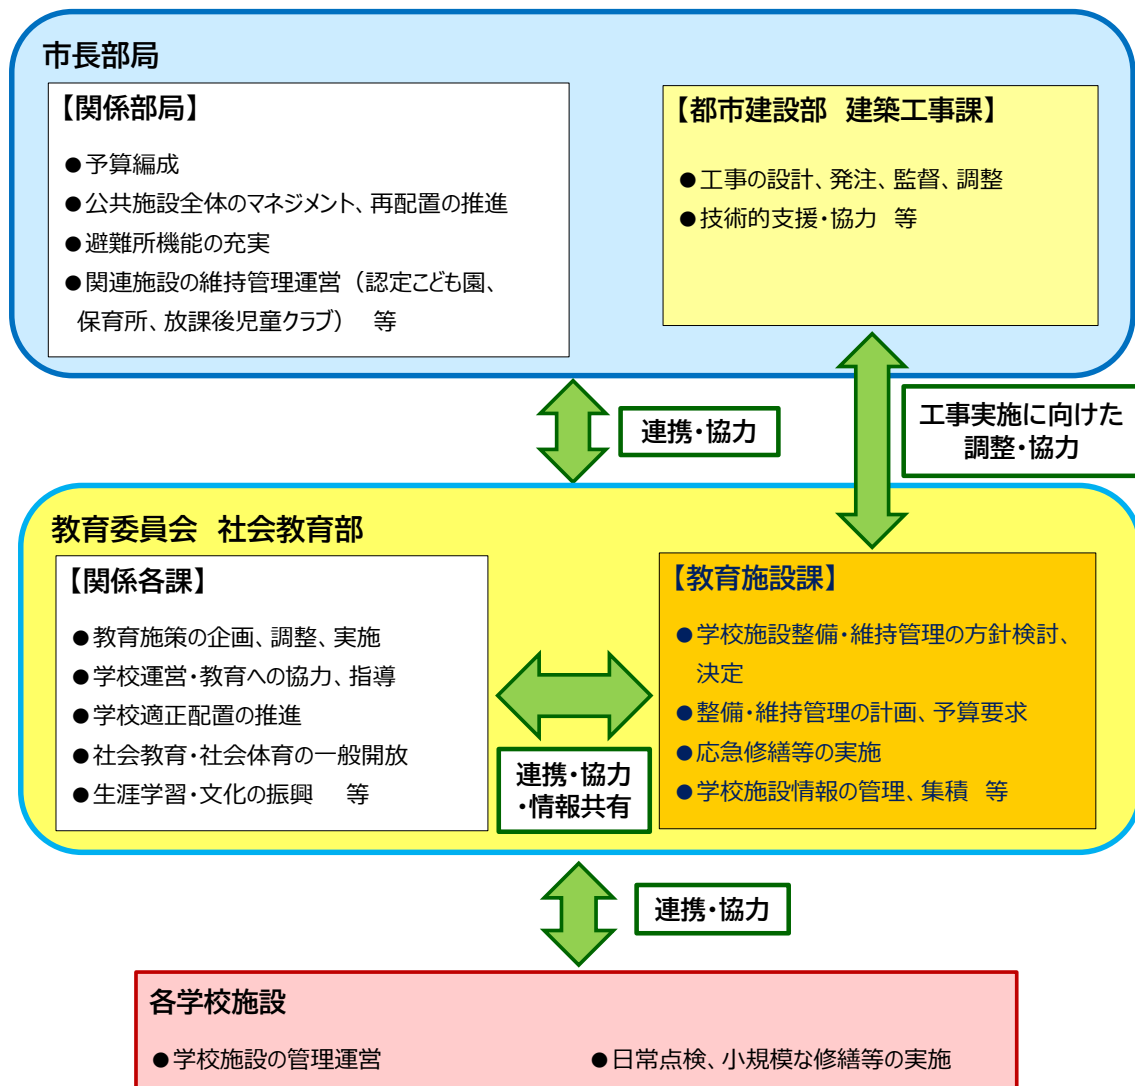 市長部局
【関係部局】
●予算編成
●公共施設全体のマネジメント、再配置の推進
●避難所機能の充実
●関連施設の維持管理運営（認定こども園、
保育所、放課後児童クラブ）　等
【都市建設部　建築工事課】
●工事の設計、発注、監督、調整
●技術的支援・協力　等
連携・協力
工事実施に向けた
調整・協力
教育委員会　社会教育部
【関係各課】
●教育施策の企画、調整、実施
●学校運営・教育への協力、指導
●学校適正配置の推進
●社会教育・社会体育の一般開放
●生涯学習・文化の振興　等
連携・協力
・情報共有
【教育施設課】
●学校施設整備・維持管理の方針検討、
決定
●整備・維持管理の計画、予算要求
●応急修繕等の実施
●学校施設情報の管理、集積　等
連携・協力
各学校施設
●学校施設の管理運営
●日常点検、小規模な修繕等の実施